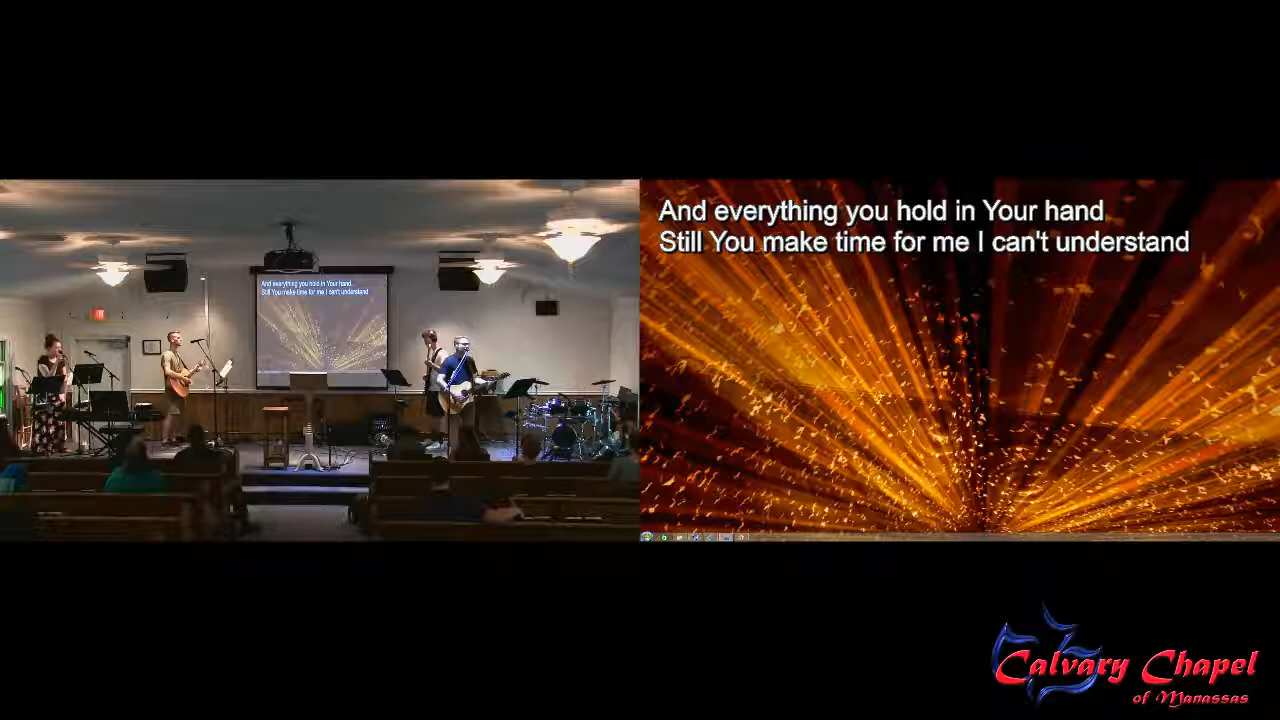 And everything you hold in Your hand.
Still You make time for me I can't understand
And everything you hold in Your hand
Still You make time for me I can't understand
Calvary Chapel
of Manassas